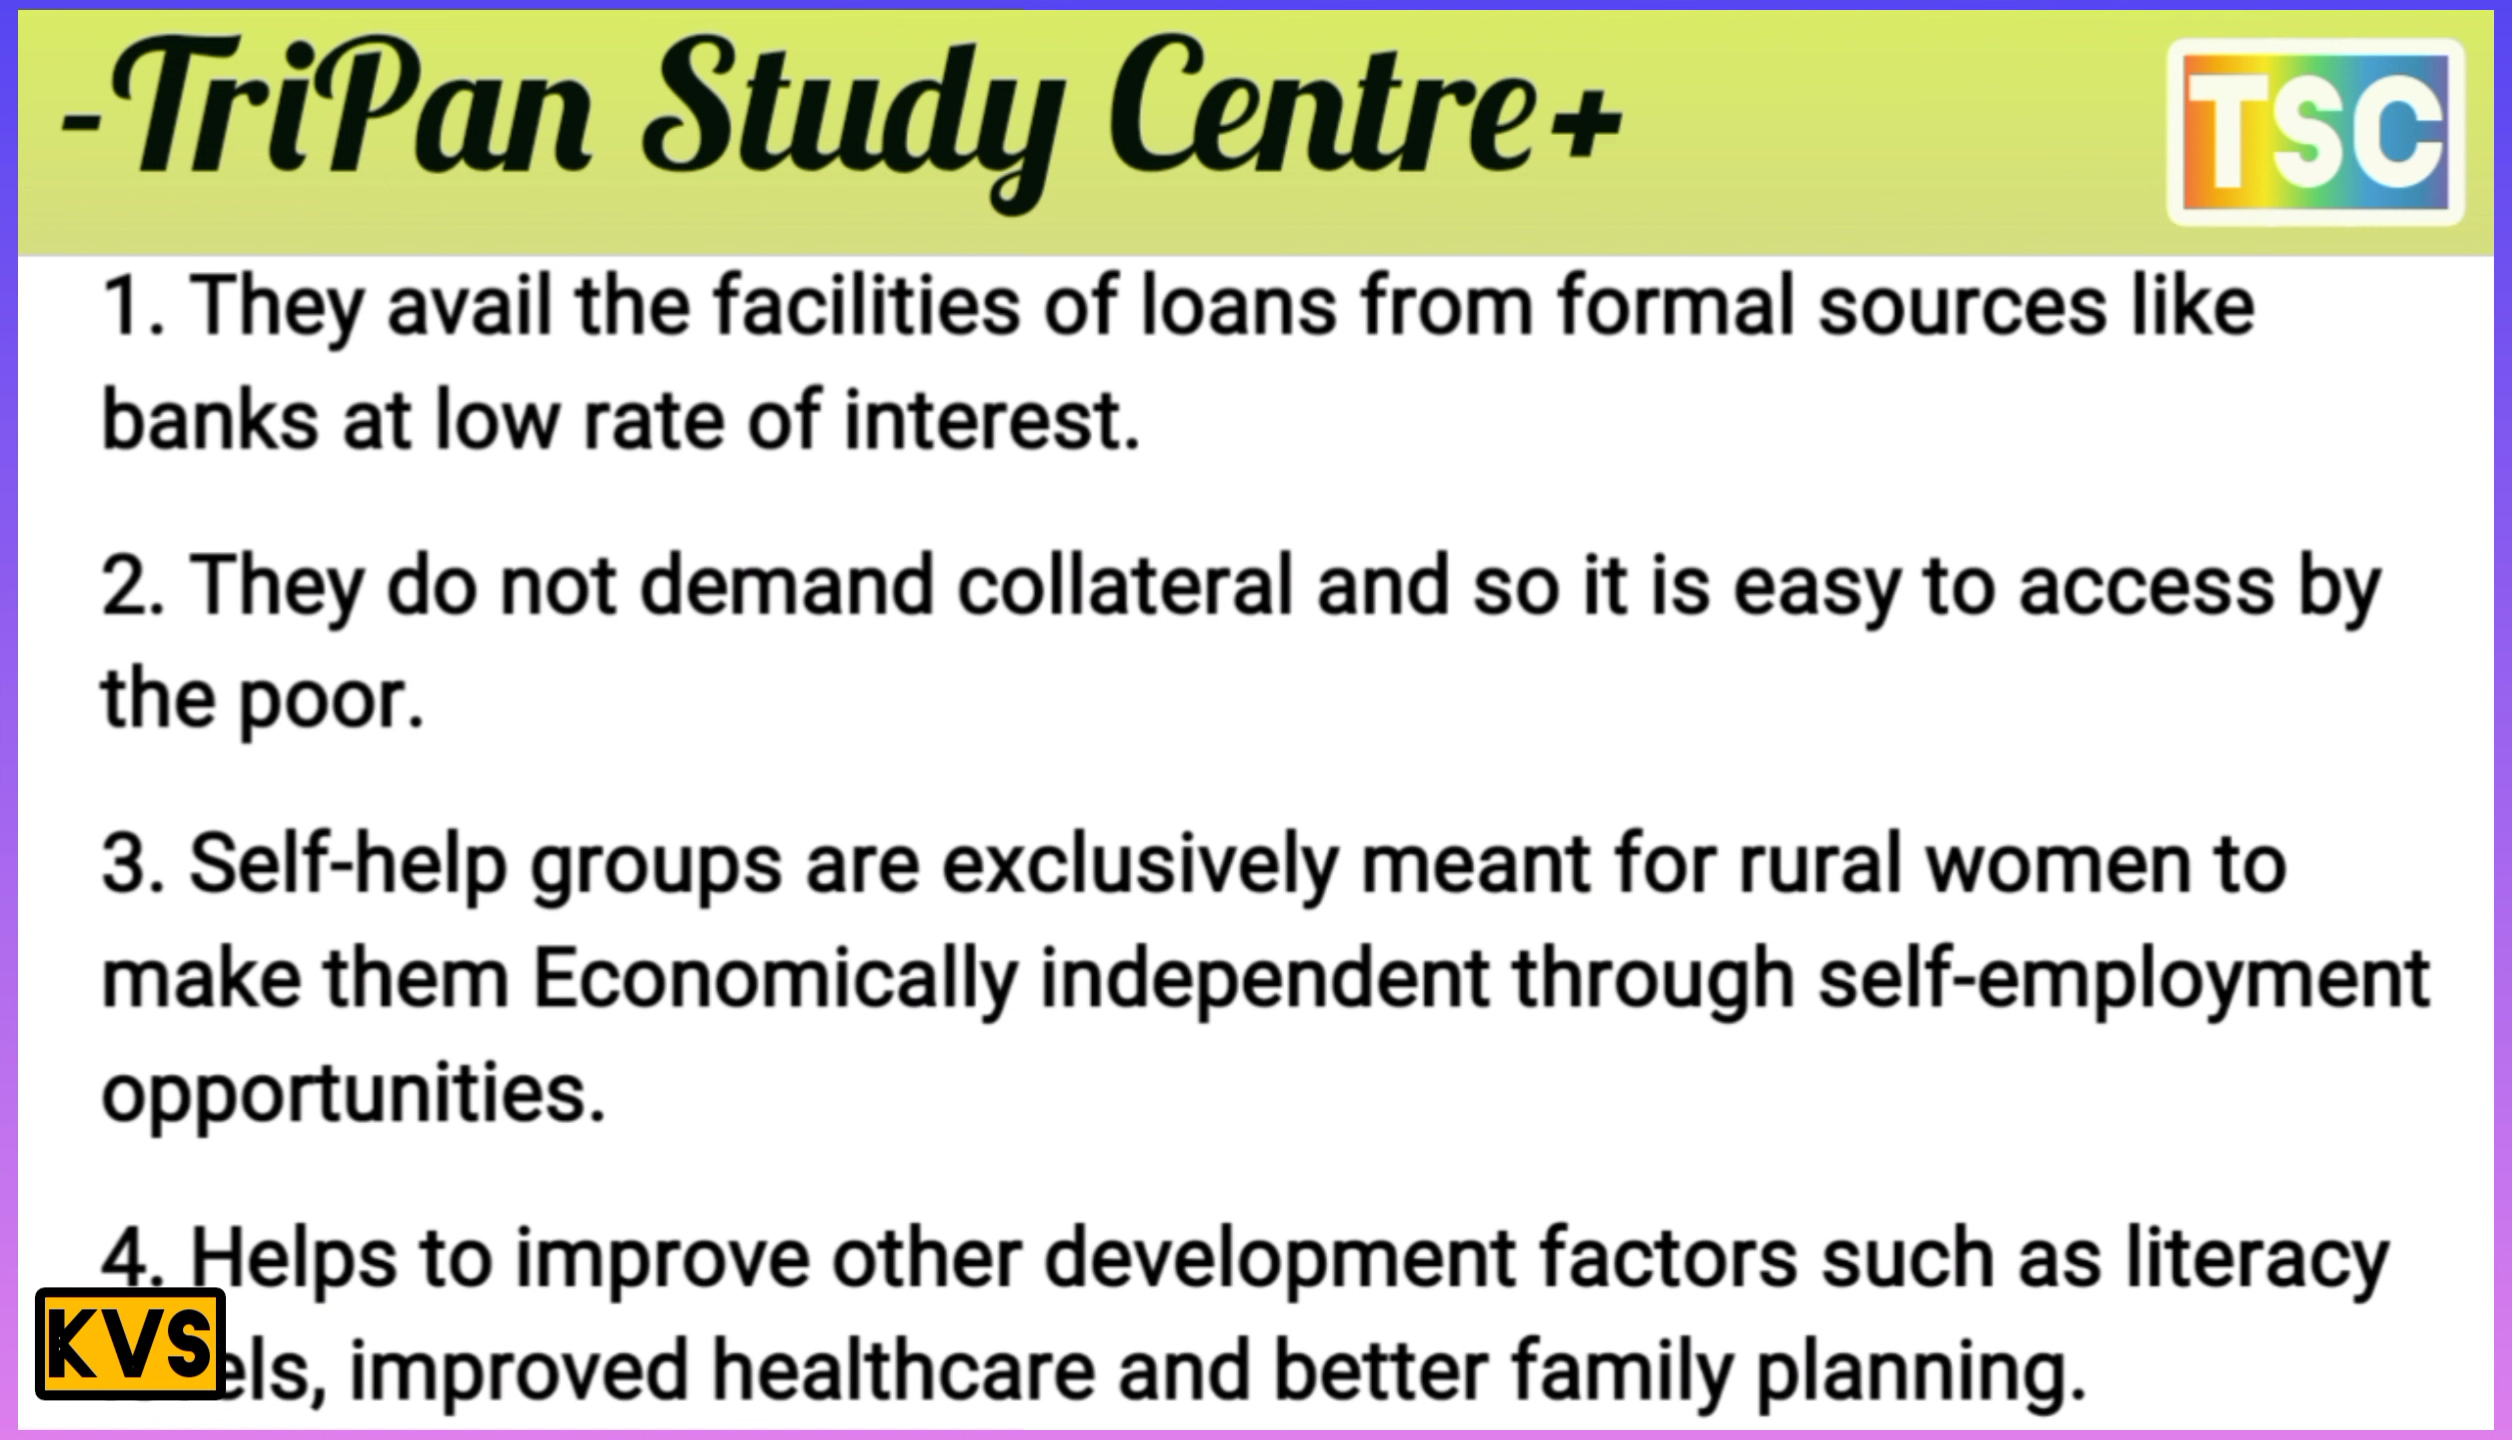 -TriPan Study Centre+
TSC
1. They avail the facilities of loans from formal sources like
banks at low rate of interest.
2. They do not demand collateral and so it is easy to access by
the poor.
3. Self-help groups are exclusively meant for rural women to
make them Economically independent through self-employment
opportunities.
4. Helps to improve other development factors such as literacy
KVS
improved healthcare and better family planning.